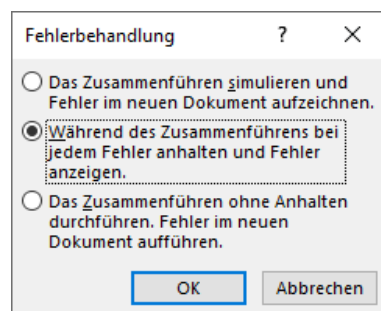 Fehlerbehandlung ? ×
Das Zusammenführen simulieren und
Fehler im neuen Dokument aufzeichnen.
Während des Zusammenführens bei
jedem Fehler anhalten und Fehler
anzeigen.
Das Zusammenführen ohne Anhalten
durchführen. Fehler im neuen
Dokument aufführen.
OK Abbrechen